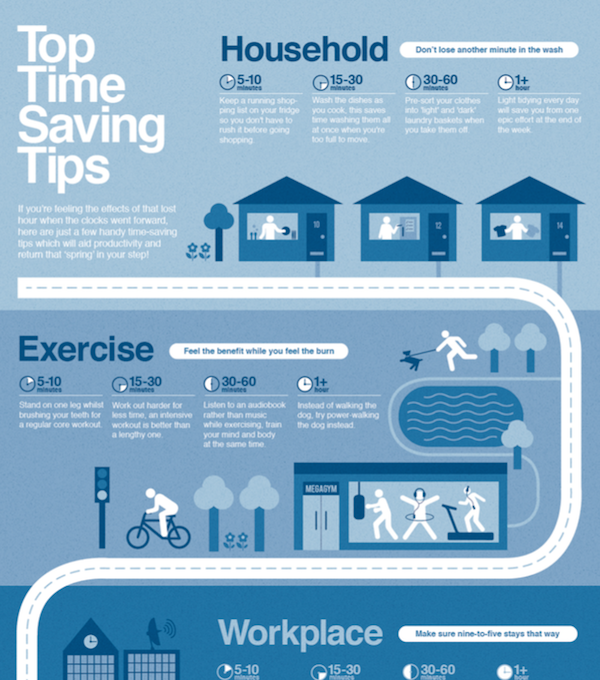 Top
Time
Saving
Tips
If you're feeling the effects of that lost
hour when the clocks went forward,
here are just a few handy time-saving
tips which will aid productivity and
return that 'spring' in your step!
Household
Don't lose another minute in the wash
5-10
minutes
Keep a running shop-
ping list on your fridge
so you don't have to
rush it before going
shopping.
15-30
minutes
Wash the dishes as
you cook, this saves
time washing them all
at once when you're
too full to move.
30-60
minutes
Pre-sort your clothes
into 'light' and 'dark'
laundry baskets when
you take them off.
1+
hour
Light tidying every day
will save you from one
epic effort at the end of
the week.
10
12
14
Exercise
Feel the benefit while you feel the burn
5-10
minutes
Stand on one leg whilst
brushing your teeth for
a regular core workout.
15-30
minutes
Work out harder for
less time, an intensive
workout is better than
a lengthy one.
30-60
minutes
Listen to an audiobook
rather than music
while exercising, train
your mind and body
at the same time.
1+
hour
Instead of walking the
dog, try power-walking
the dog instead.
MEGAGYM
Workplace
Make sure nine-to-five stays that way
5-10
minutes
15-30
minutes
30-60
minutes
1+
hour